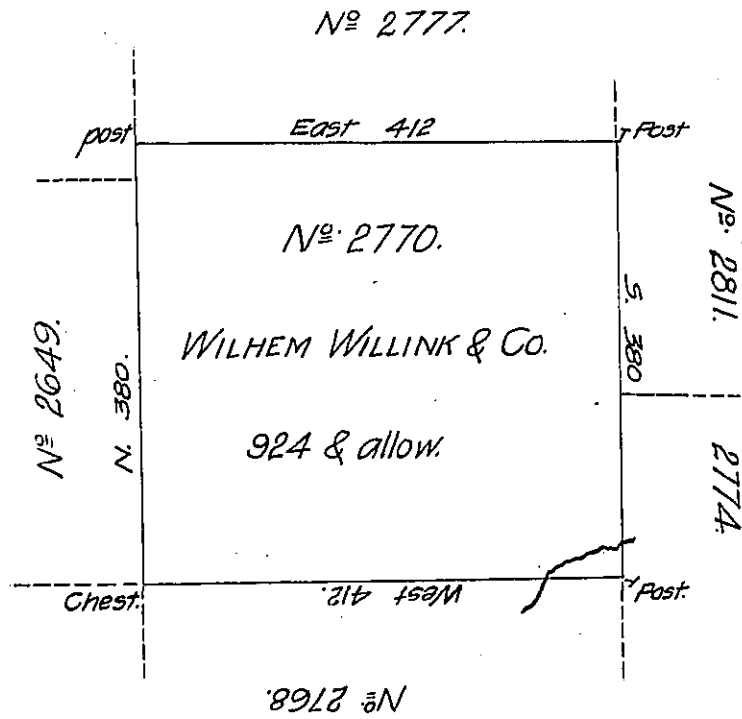 Nº 2777.
post
East 412
Post
Nº 2770.
Nº 2811.
S. 380
WILHEM WILLINK & Co.
Nº 2649.
N. 380.
924 & allow.
2774.
Chest.
West 412.
Post.
Nº 2768.